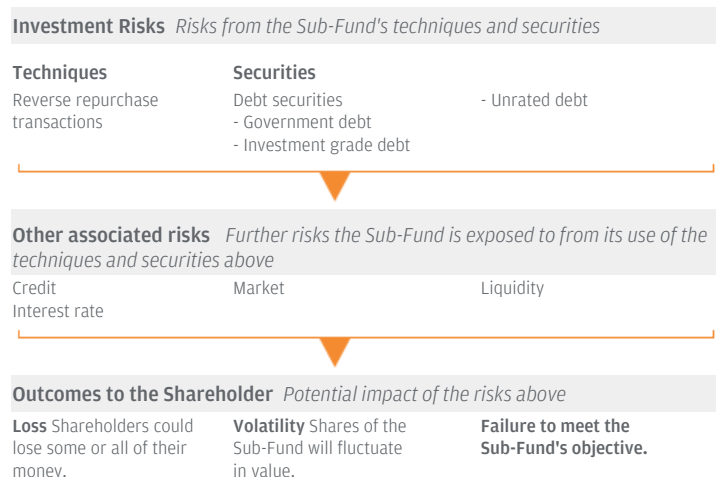 Investment Risks Risks from the Sub-Fund's techniques and securities
Techniques
Reverse repurchase
transactions
Securities
Debt securities
- Government debt
- Investment grade debt
- Unrated debt
Other associated risks Further risks the Sub-Fund is exposed to from its use of the
techniques and securities above
Credit
Interest rate
Market
Liquidity
Outcomes to the Shareholder Potential impact of the risks above
Loss Shareholders could
lose some or all of their
money.
Volatility Shares of the
Sub-Fund will fluctuate
in value.
Failure to meet the
Sub-Fund's objective.